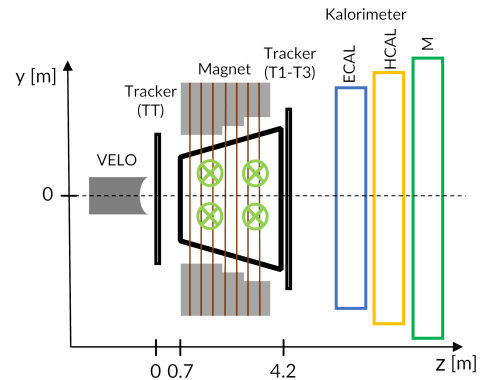 Kalorimeter
Tracker
(T1-T3)
ECAL
HCAL
M
y [m]
Magnet
Tracker
(TT)
VELO
0
0 0.7 4.2 z [m]